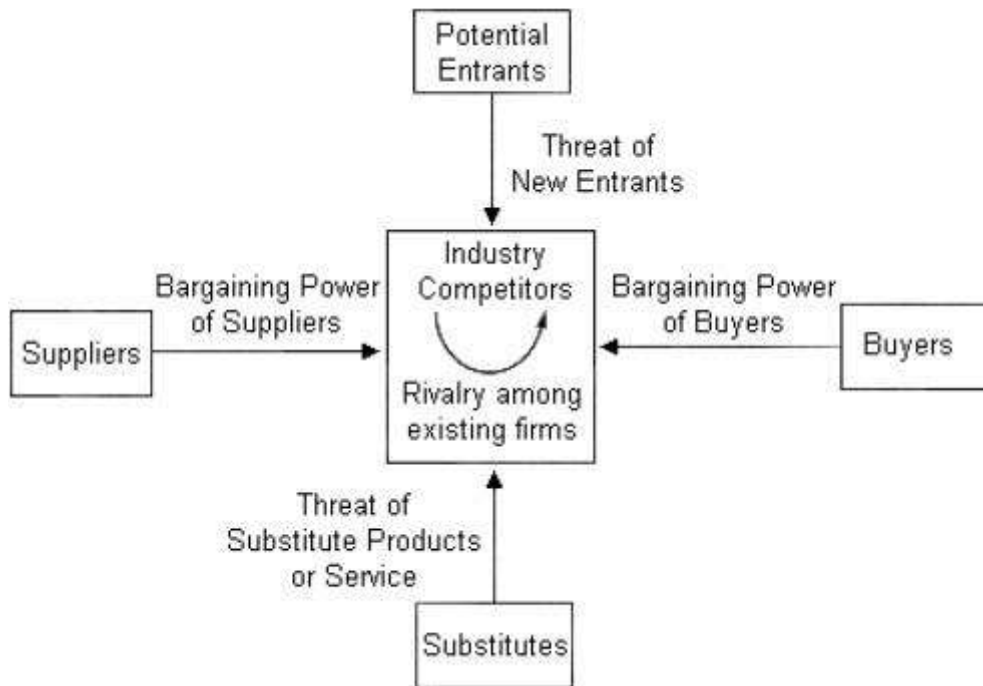 Potential
Entrants
Threat of
New Entrants
Industry
Competitors
Bargaining Power
of Suppliers
Bargaining Power
of Buyers
Suppliers
Buyers
Rivalry among
existing firms
Threat of
Substitute Products
or Service
Substitutes